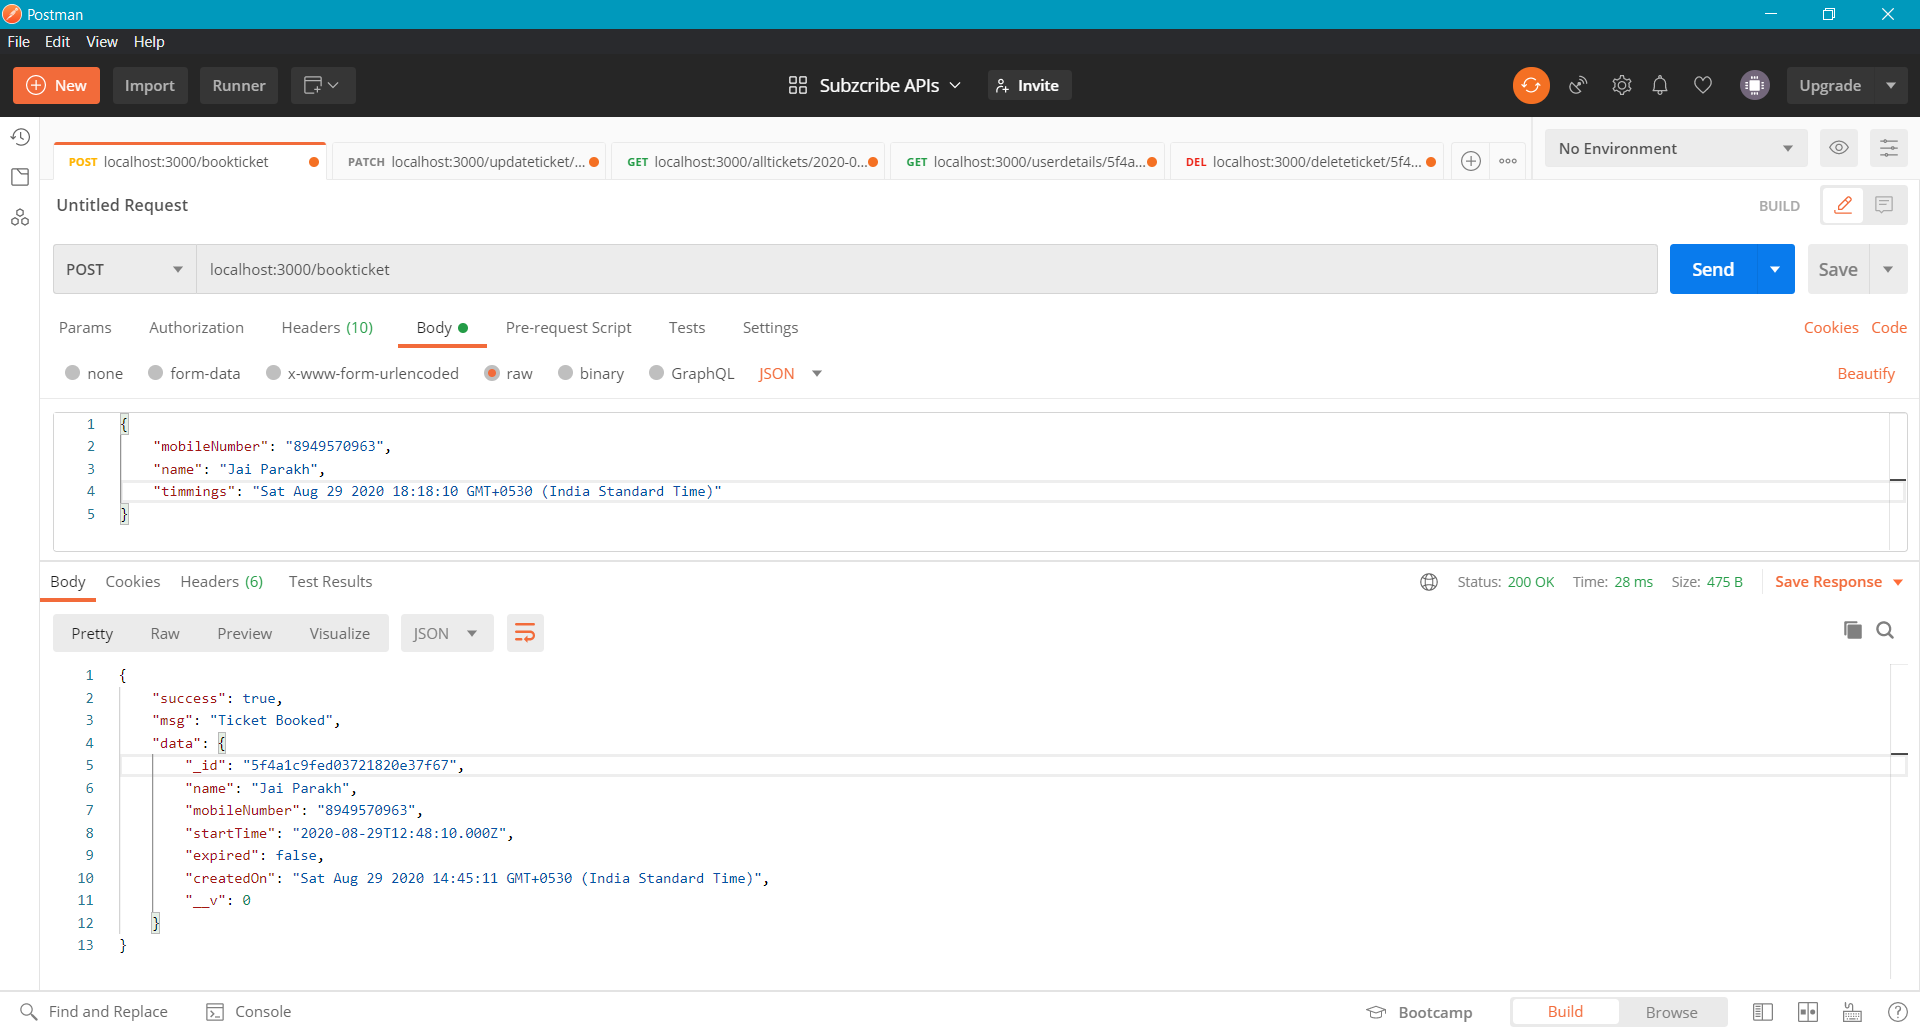 Postman
File Edit View Help
New Import Runner Subzcribe APIs Invite Upgrade
POST localhost:3000/bookticket PATCH localhost:3000/updateticket/... GET localhost:3000/alltickets/2020-0... GET localhost:3000/userdetails/5f4a... DEL localhost:3000/deleteticket/5f4... No Environment
Untitled Request BUILD
POST localhost:3000/bookticket Send Save
Params Authorization Headers (10) Body Pre-request Script Tests Settings Cookies Code
none form-data x-www-form-urlencoded raw binary GraphQL JSON Beautify
1 {
2 "mobileNumber": "8949570963",
3 "name": "Jai Parakh",
4 "timmings": "Sat Aug 29 2020 18:18:10 GMT+0530 (India Standard Time)"
5 }
Body Cookies Headers (6) Test Results Status: 200 OK Time: 28 ms Size: 475 B Save Response
Pretty Raw Preview Visualize JSON
1 {
2 "success": true,
3 "msg": "Ticket Booked",
4 "data": {
5 "_id": "5f4a1c9fed03721820e37f67",
6 "name": "Jai Parakh",
7 "mobileNumber": "8949570963",
8 "startTime": "2020-08-29T12:48:10.000Z",
9 "expired": false,
10 "createdOn": "Sat Aug 29 2020 14:45:11 GMT+0530 (India Standard Time)",
11 "__v": 0
12 }
13 }
Find and Replace Console Bootcamp Build Browse